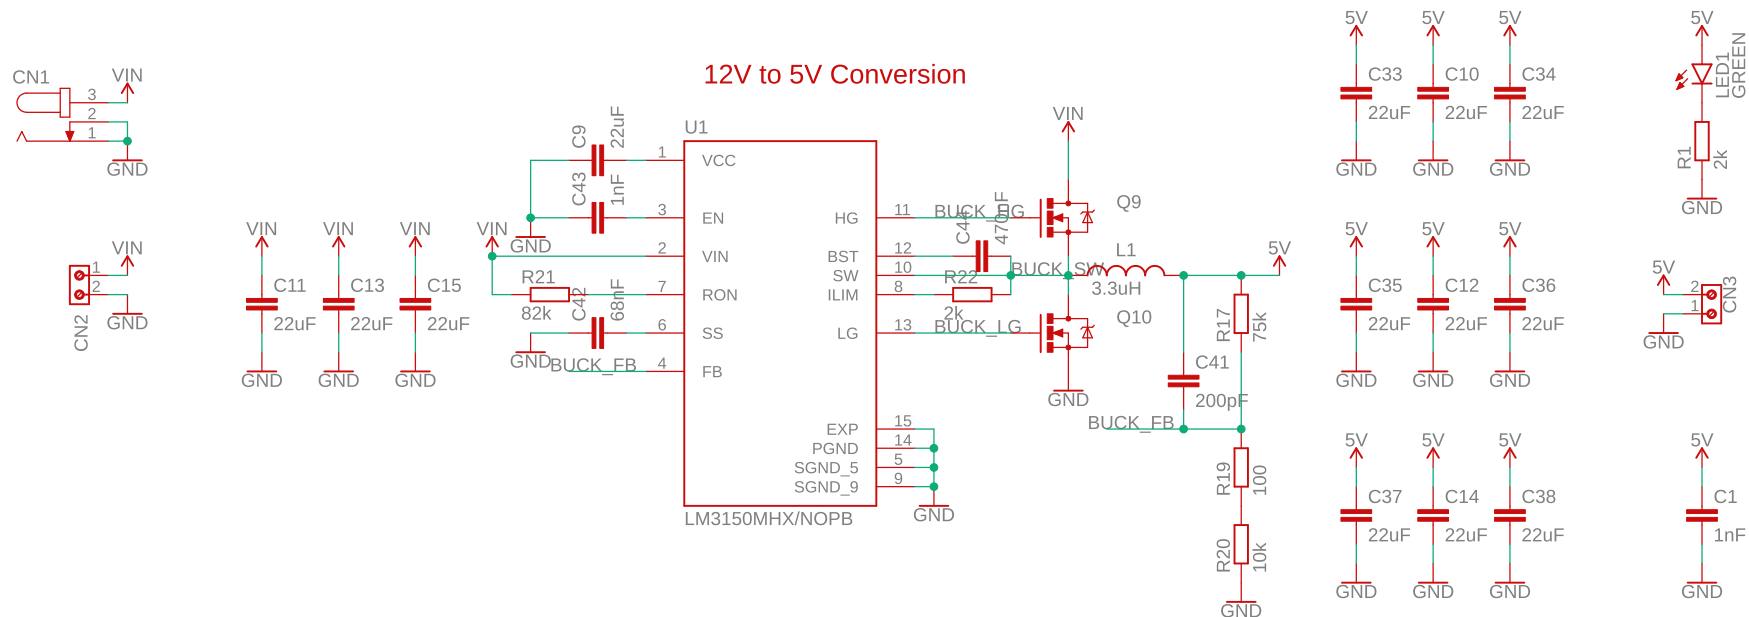 12V to 5V Conversion
CN1
VIN
3
2
1
GND
CN2
VIN
1
2
GND
VIN
C11
22uF
GND
VIN
C13
22uF
GND
VIN
C15
22uF
GND
VIN
C9
22uF
C43
1nF
GND
R21
82k
C42
68nF
GND
BUCK_FB
U1
1
VCC
3
EN
2
VIN
7
RON
6
SS
4
FB
HG
11
BST
12
SW
10
ILIM
8
LG
13
EXP
15
PGND
14
SGND_5
5
SGND_9
9
LM3150MHX/NOPB
GND
BUCK_HG
C44
470nF
BUCK_SW
R22
2k
BUCK_LG
VIN
Q9
Q10
GND
L1
3.3uH
5V
R17
75k
C41
200pF
BUCK_FB
R19
100
R20
10k
GND
5V
C33
22uF
GND
5V
C10
22uF
GND
5V
C34
22uF
GND
5V
C35
22uF
GND
5V
C12
22uF
GND
5V
C36
22uF
GND
5V
C37
22uF
GND
5V
C14
22uF
GND
5V
C38
22uF
GND
5V
LED1
GREEN
R1
2k
GND
5V
2
1
CN3
GND
5V
C1
1nF
GND